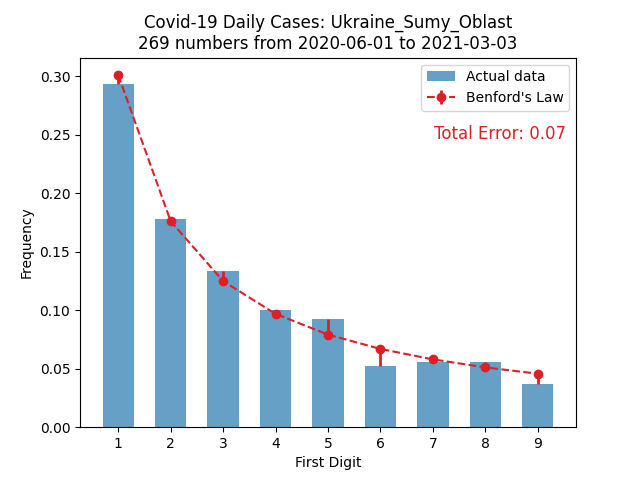 Covid-19 Daily Cases: Ukraine_Sumy_Oblast
269 numbers from 2020-06-01 to 2021-03-03
Actual data
Benford's Law
Total Error: 0.07
0.30
0.25
0.20
0.15
0.10
0.05
0.00
Frequency
1 2 3 4 5 6 7 8 9
First Digit